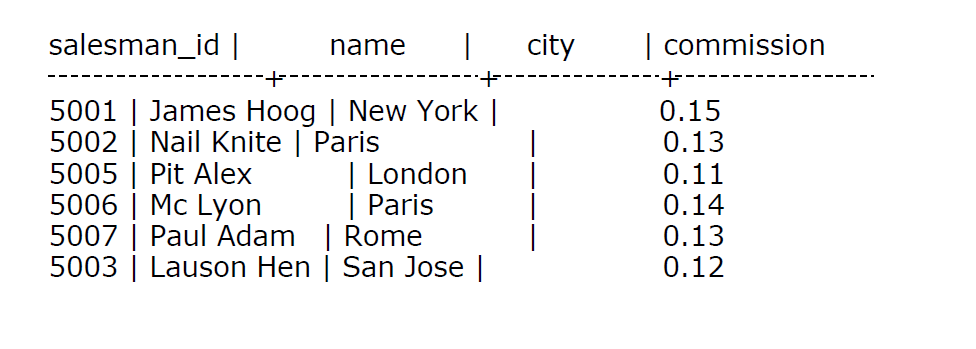 salesman_id | name | city | commission
---------------+--------------+------------+-------------
5001 | James Hoog | New York | 0.15
5002 | Nail Knite | Paris | 0.13
5005 | Pit Alex | London | 0.11
5006 | Mc Lyon | Paris | 0.14
5007 | Paul Adam | Rome | 0.13
5003 | Lauson Hen | San Jose | 0.12